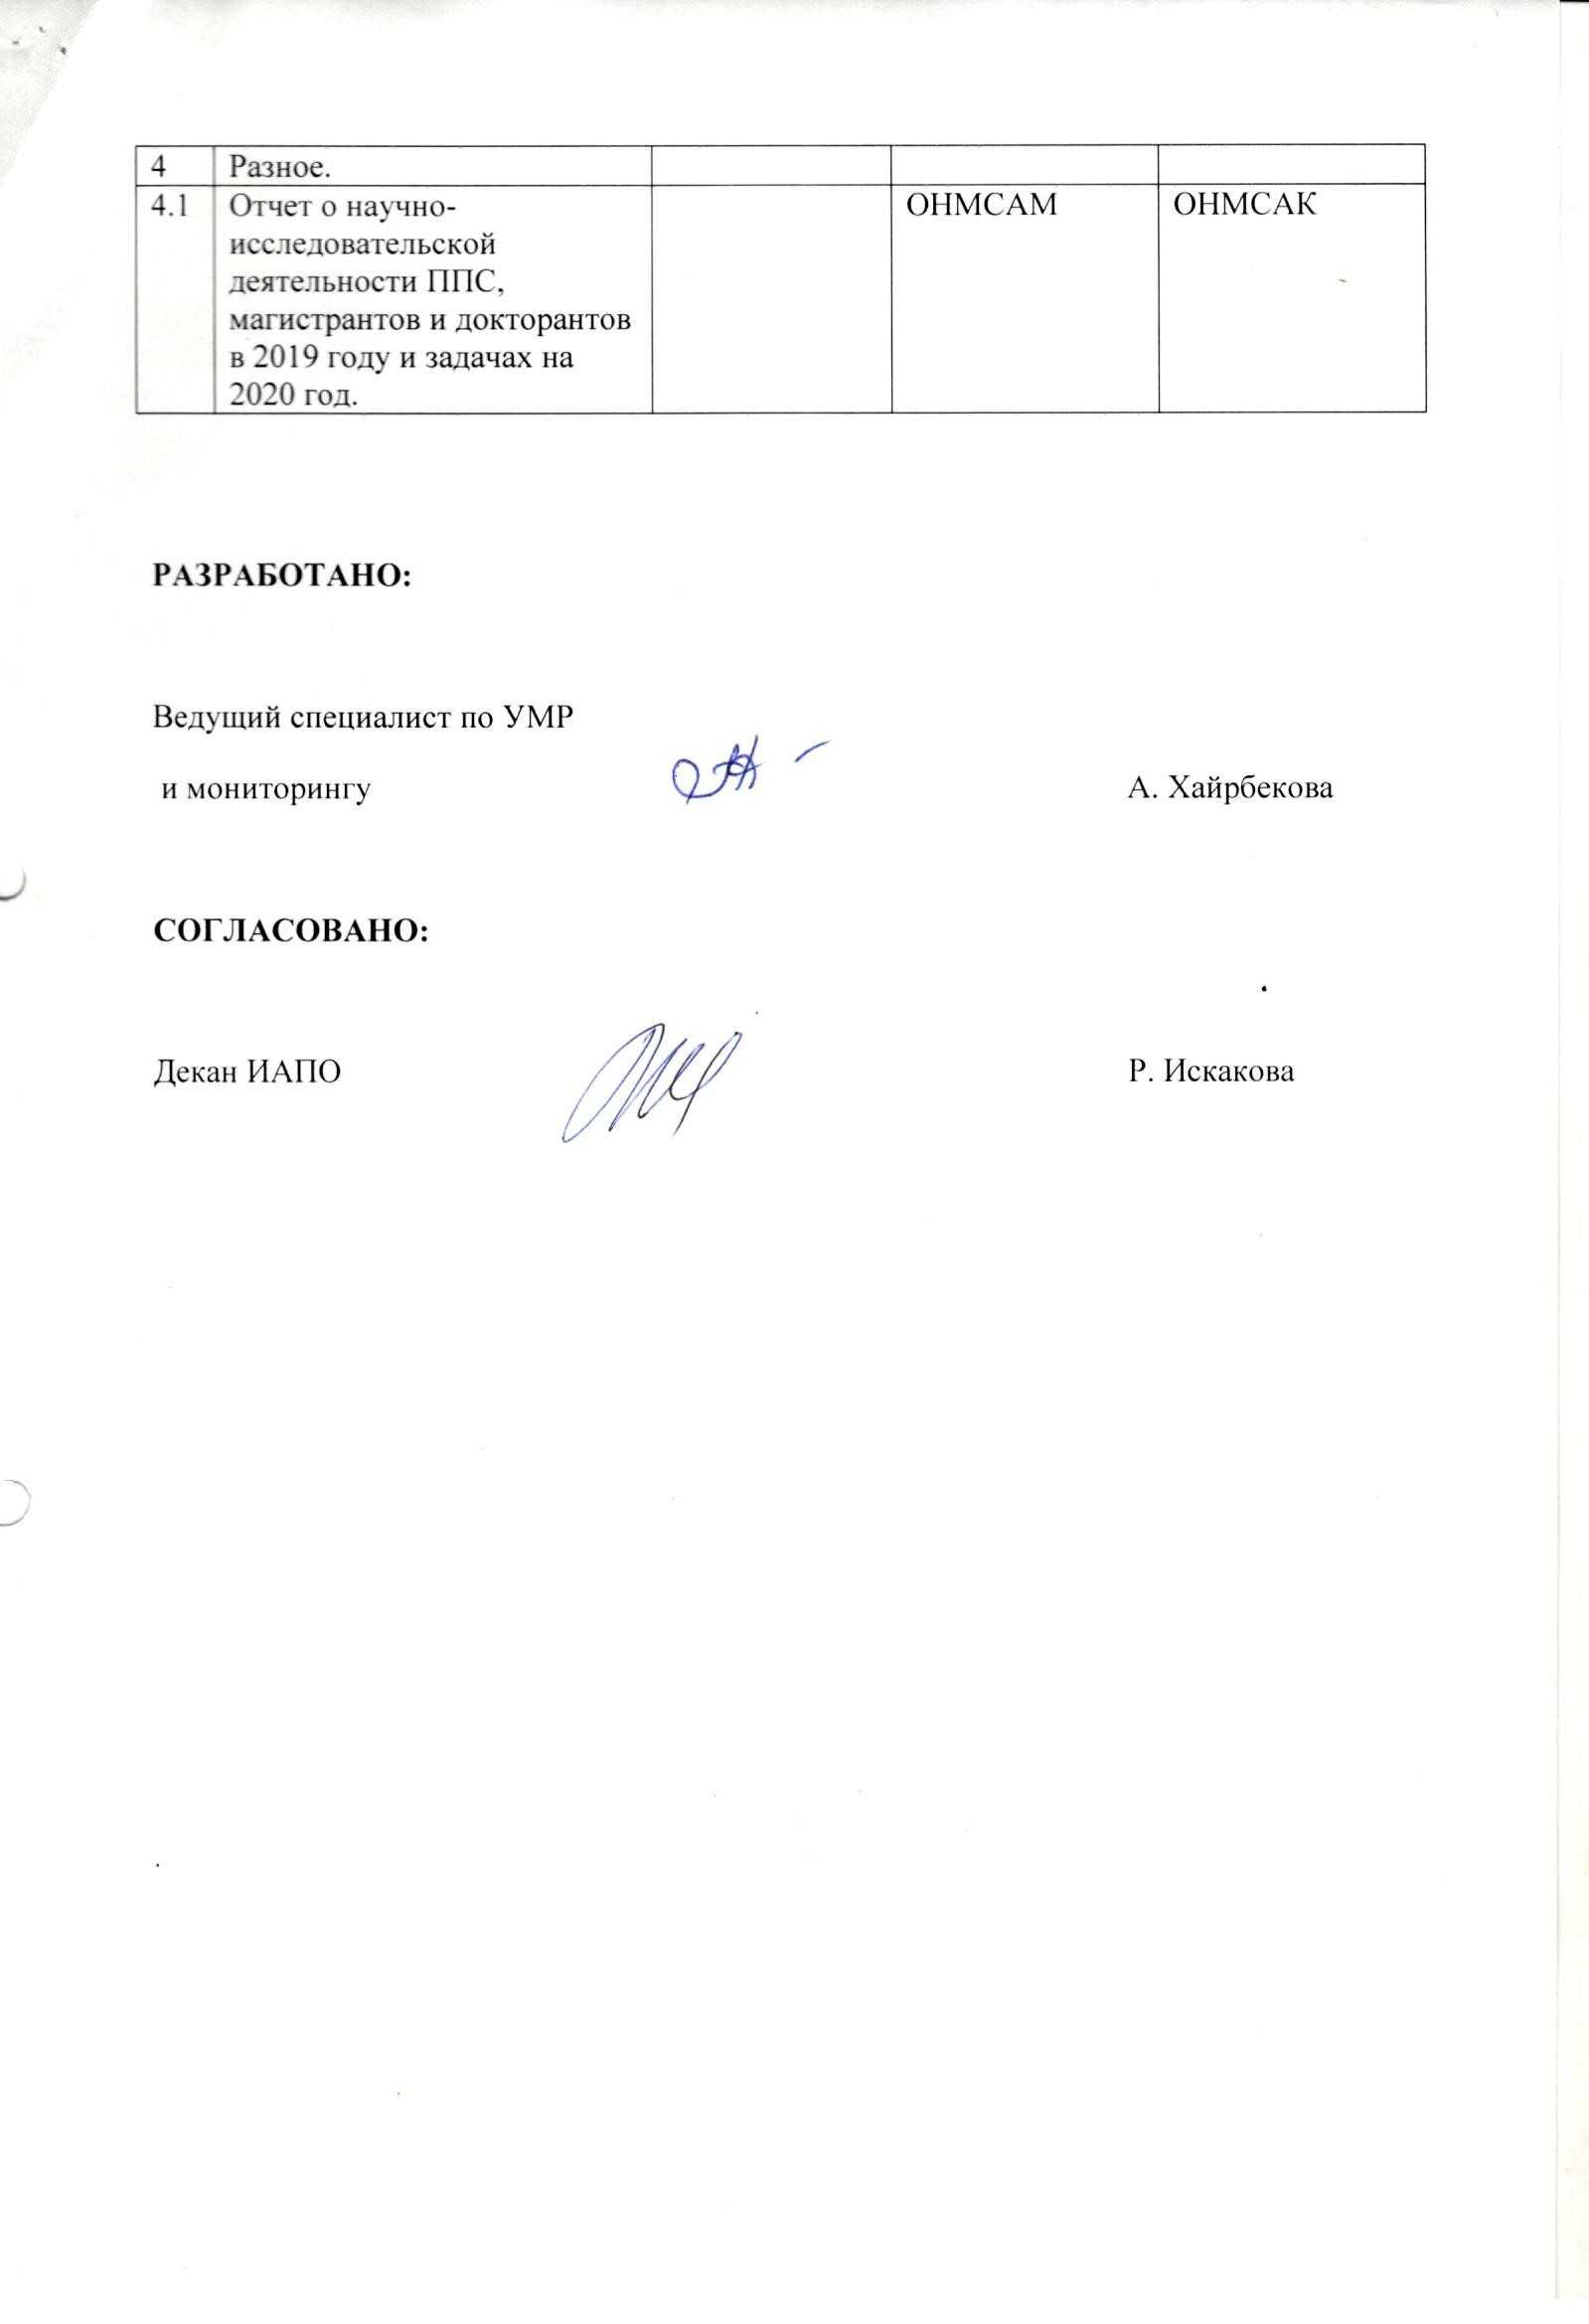 4 Разное.
4.1 Отчет о научно- ОНМСАМ ОНМСАК
исследовательской
деятельности ППС,
магистрантов и докторантов
в 2019 году и задачах на
2020 год.
РАЗРАБОТАНО:
Ведущий специалист по УМР
и мониторингу А. Хайрбекова
СОГЛАСОВАНО:
Декан ИАПО Р. Искакова